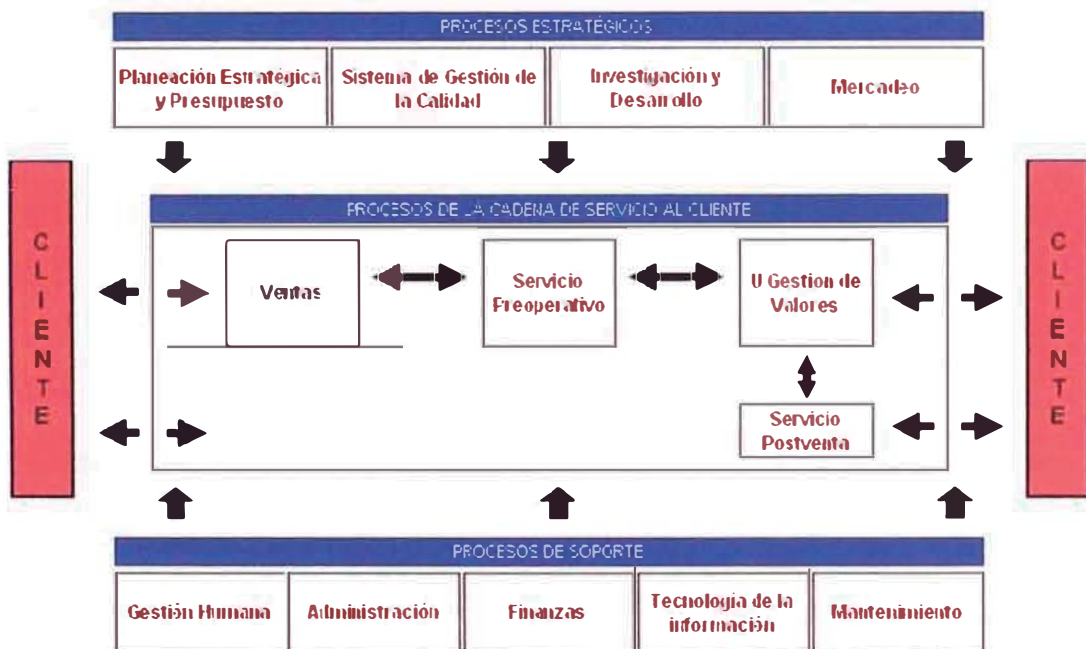 PROCESOS ESTRATÉGICOS
Planeación Estratégica
y Presupuesto
Sistema de Gestión de
la Calidad
Investigación y
Desarrollo
Mercadeo
CLIENTE
PROCESOS DE LA CADENA DE SERVICIO AL CLIENTE
Ventas
Servicio
Preoperativo
U Gestion de
Valores
Servicio
Postventa
CLIENTE
PROCESOS DE SOPORTE
Gestión Humana
Administración
Finanzas
Tecnología de la
información
Mantenimiento